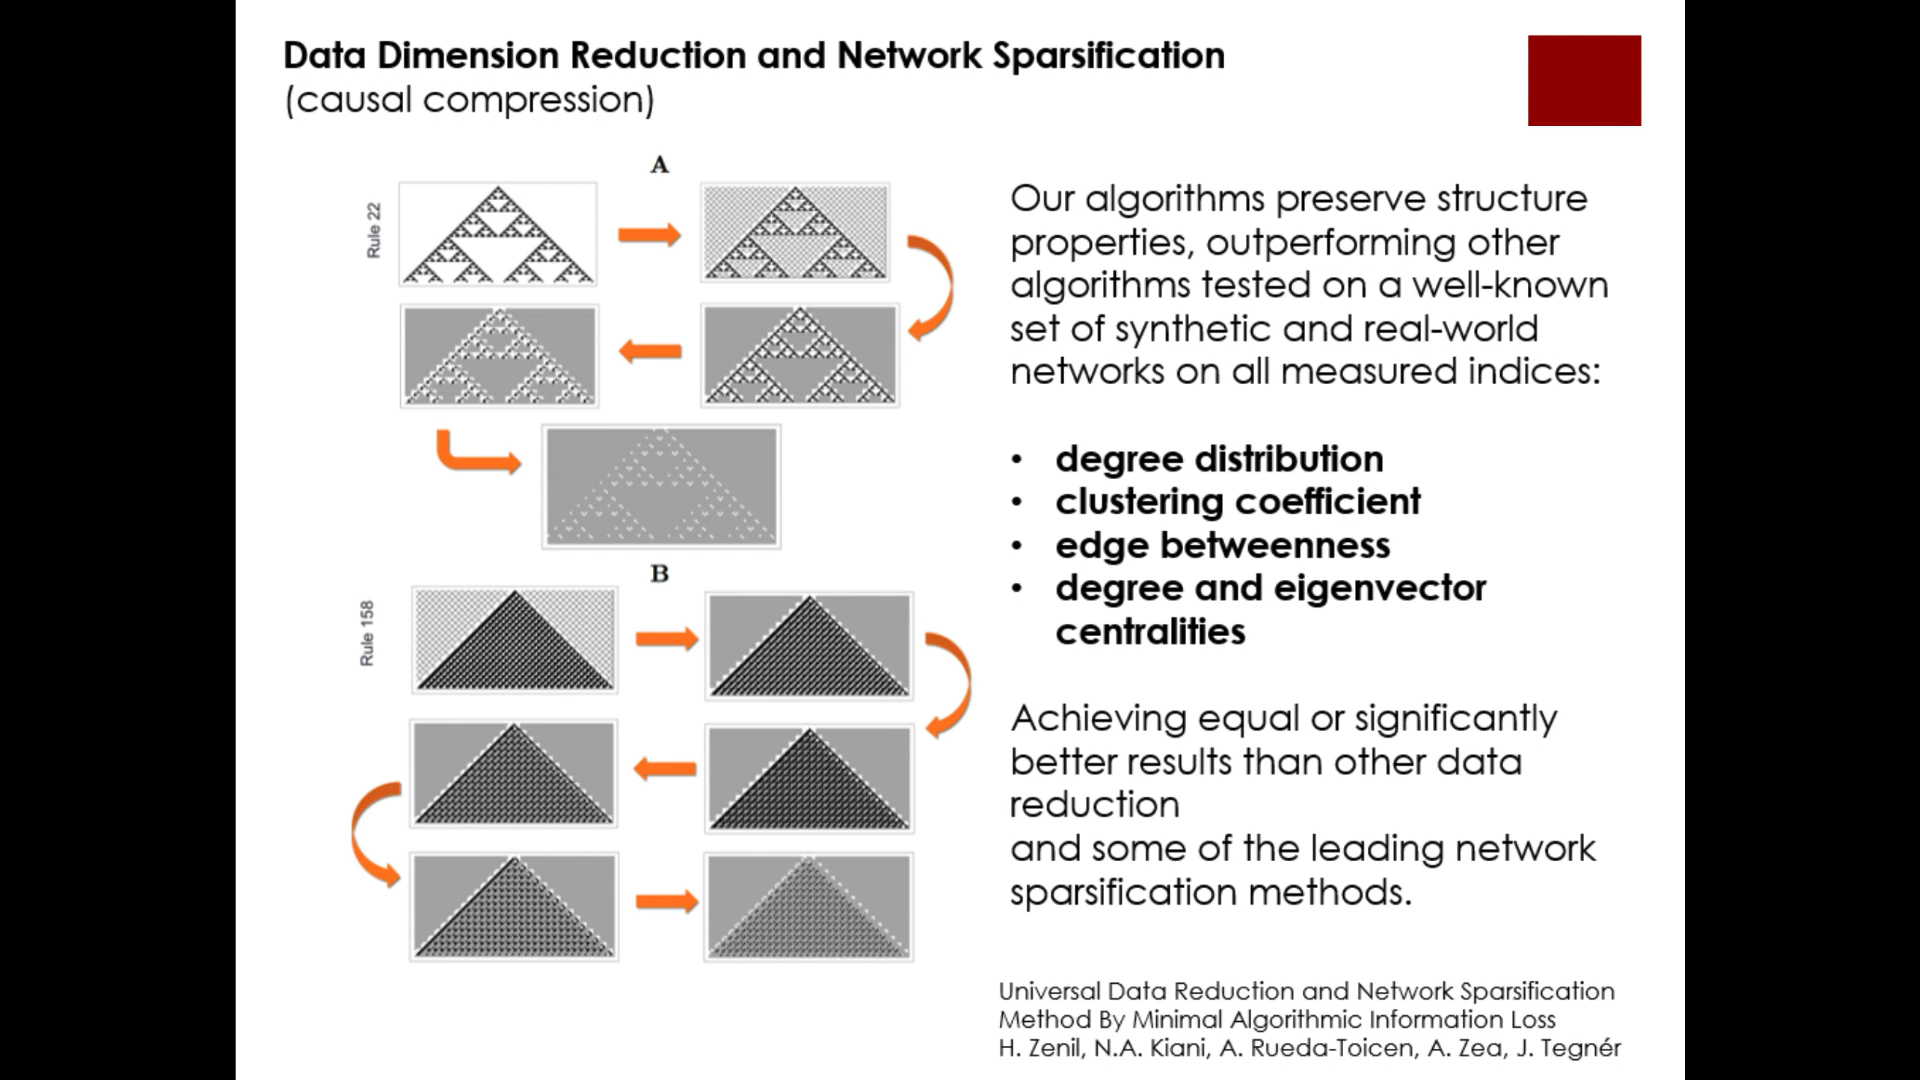 Data Dimension Reduction and Network Sparsification
(causal compression)
A
Rule 22
B
Rule 158
Our algorithms preserve structure
properties, outperforming other
algorithms tested on a well-known
set of synthetic and real-world
networks on all measured indices:
• degree distribution
• clustering coefficient
• edge betweenness
• degree and eigenvector
centralities
Achieving equal or significantly
better results than other data
reduction
and some of the leading network
sparsification methods.
Universal Data Reduction and Network Sparsification
Method By Minimal Algorithmic Information Loss
H. Zenil, N.A. Kiani, A. Rueda-Toicen, A. Zea, J. Tegnér